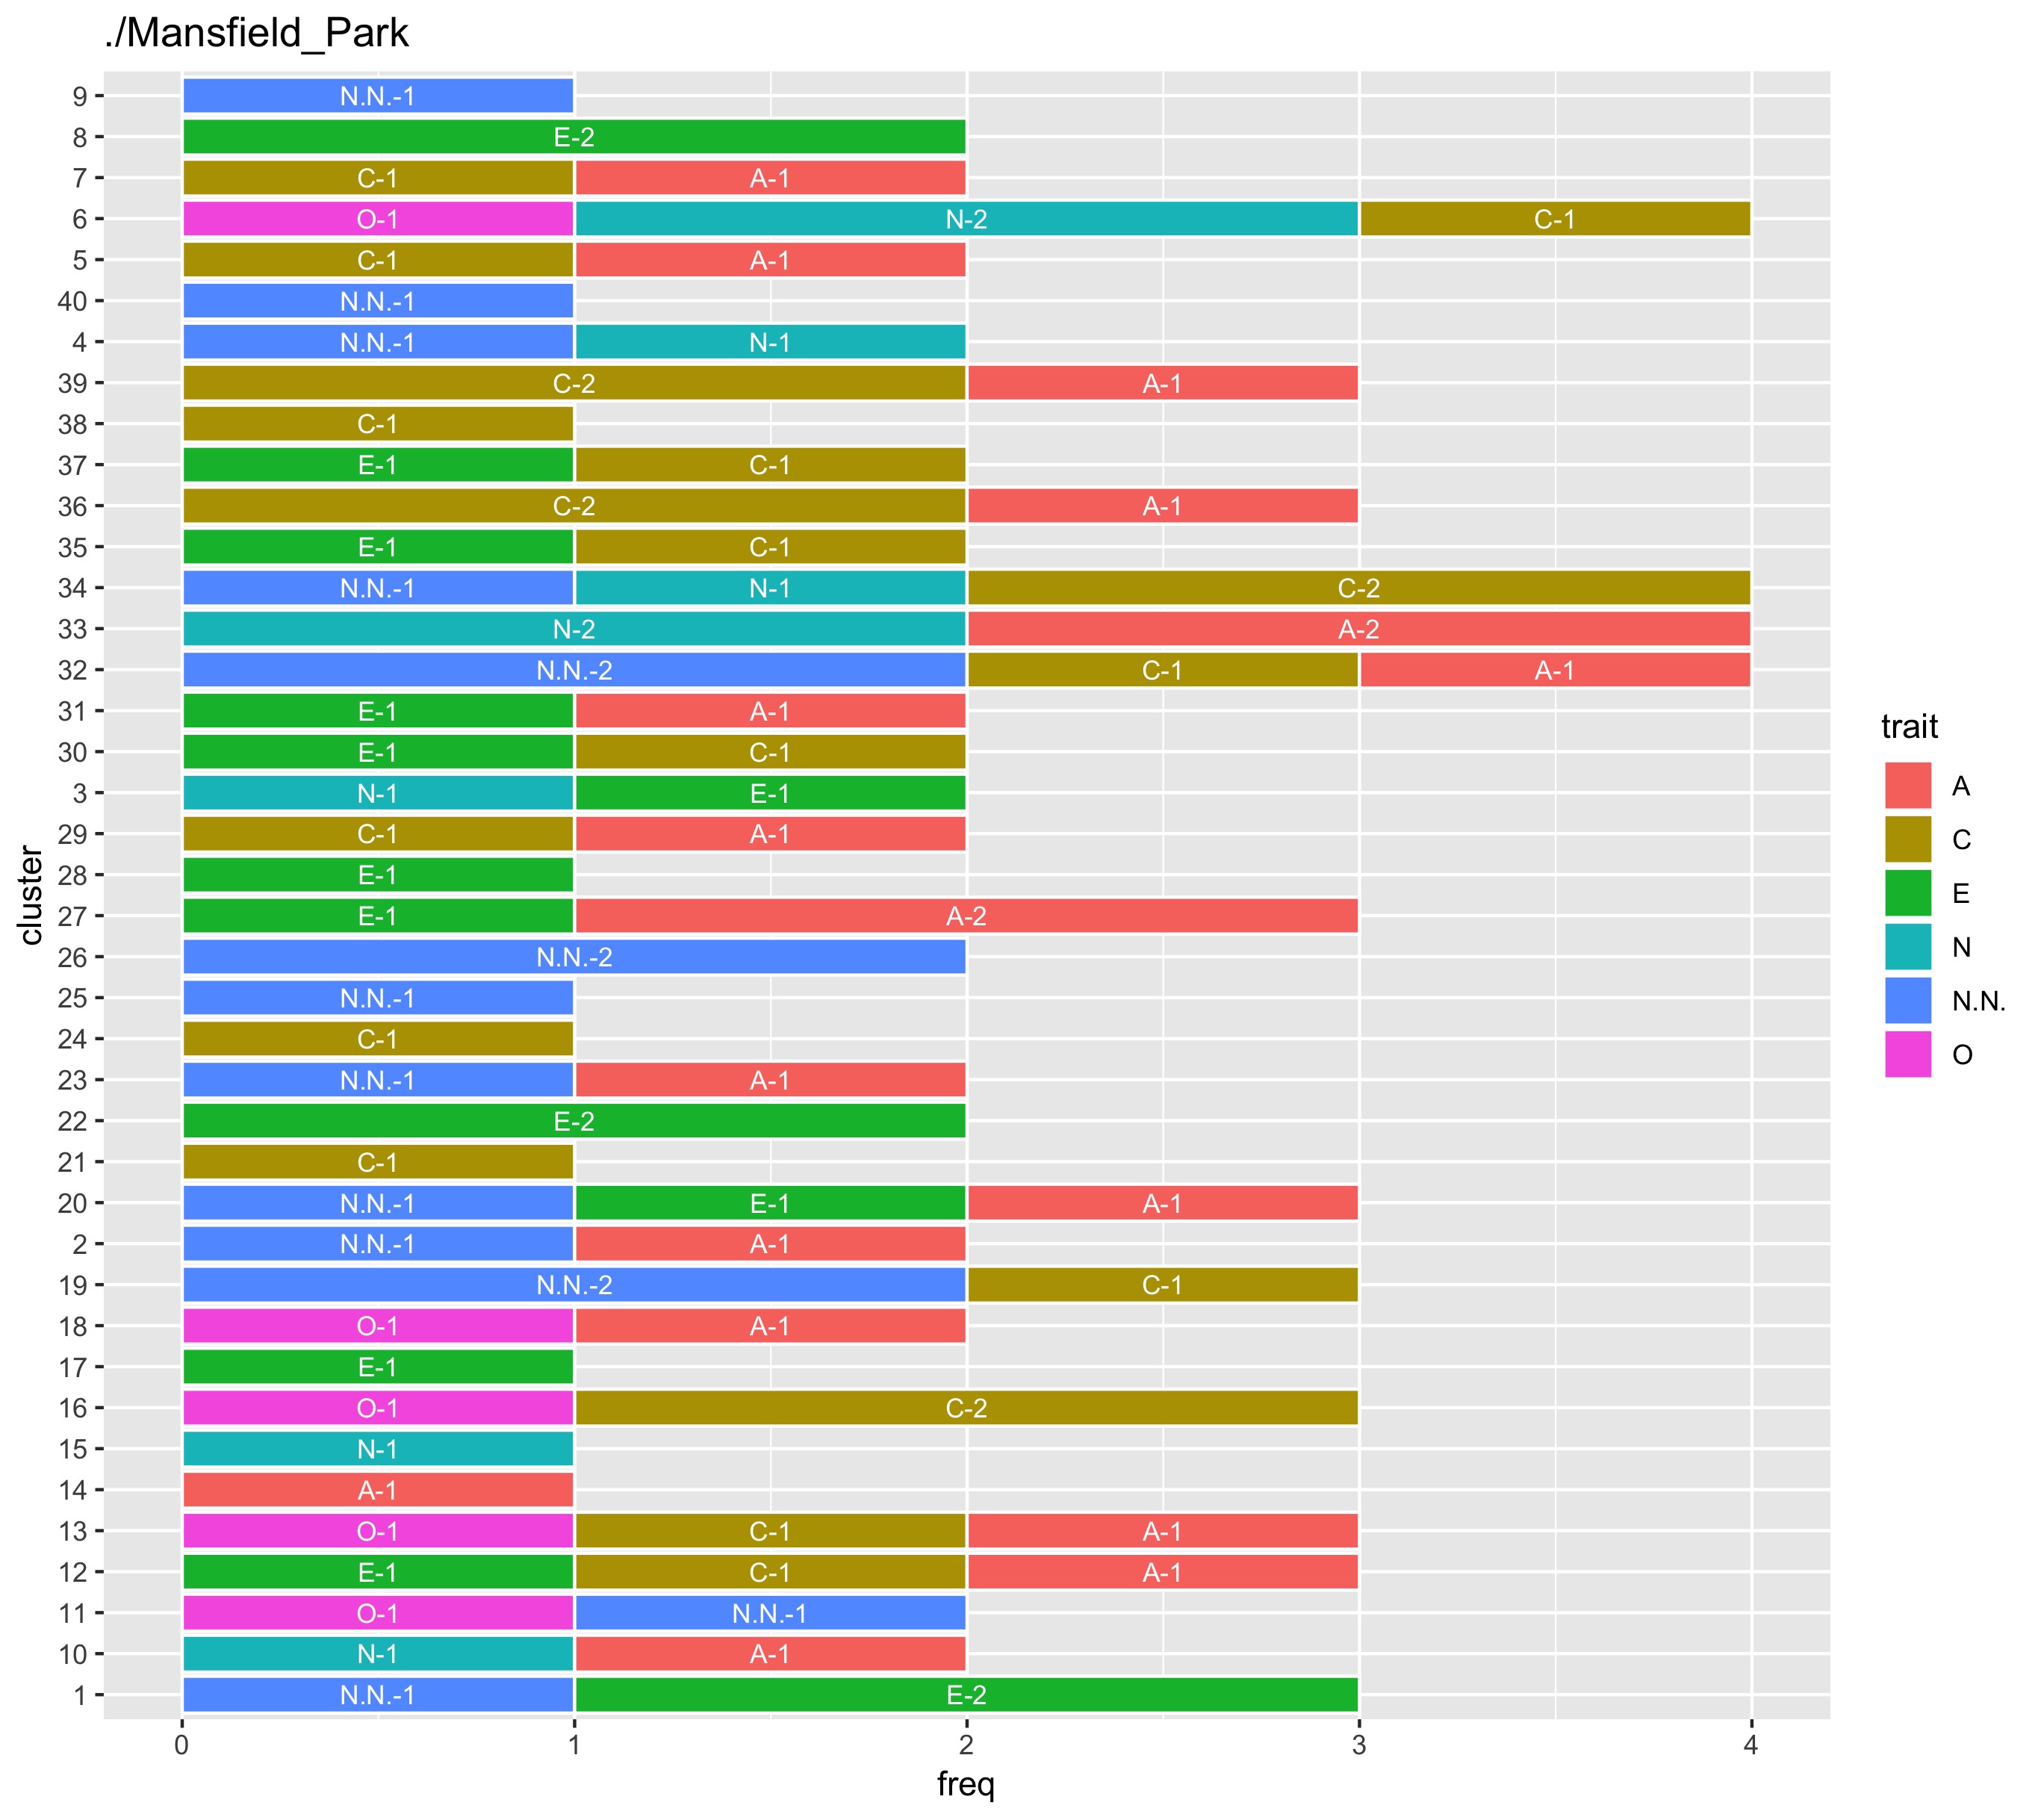 ./Mansfield_Park
9 N.N.-1
8 E-2
7 C-1 A-1
6 O-1 N-2 C-1
5 C-1 A-1
40 N.N.-1
4 N.N.-1 N-1
39 C-2 A-1
38 C-1
37 E-1 C-1
36 C-2 A-1
35 E-1 C-1
34 N.N.-1 N-1 C-2
33 N-2 A-2
32 N.N.-2 C-1 A-1
31 E-1 A-1
30 E-1 C-1
3 N-1 E-1
29 C-1 A-1
28 E-1
27 E-1 A-2
26 N.N.-2
25 N.N.-1
24 C-1
23 N.N.-1 A-1
22 E-2
21 C-1
20 N.N.-1 E-1 A-1
2 N.N.-1 A-1
19 N.N.-2 C-1
18 O-1 A-1
17 E-1
16 O-1 C-2
15 N-1
14 A-1
13 O-1 C-1 A-1
12 E-1 C-1 A-1
11 O-1 N.N.-1
10 N-1 A-1
1 N.N.-1 E-2
0 1 2 3 4
freq
cluster
trait
A
C
E
N
N.N.
O